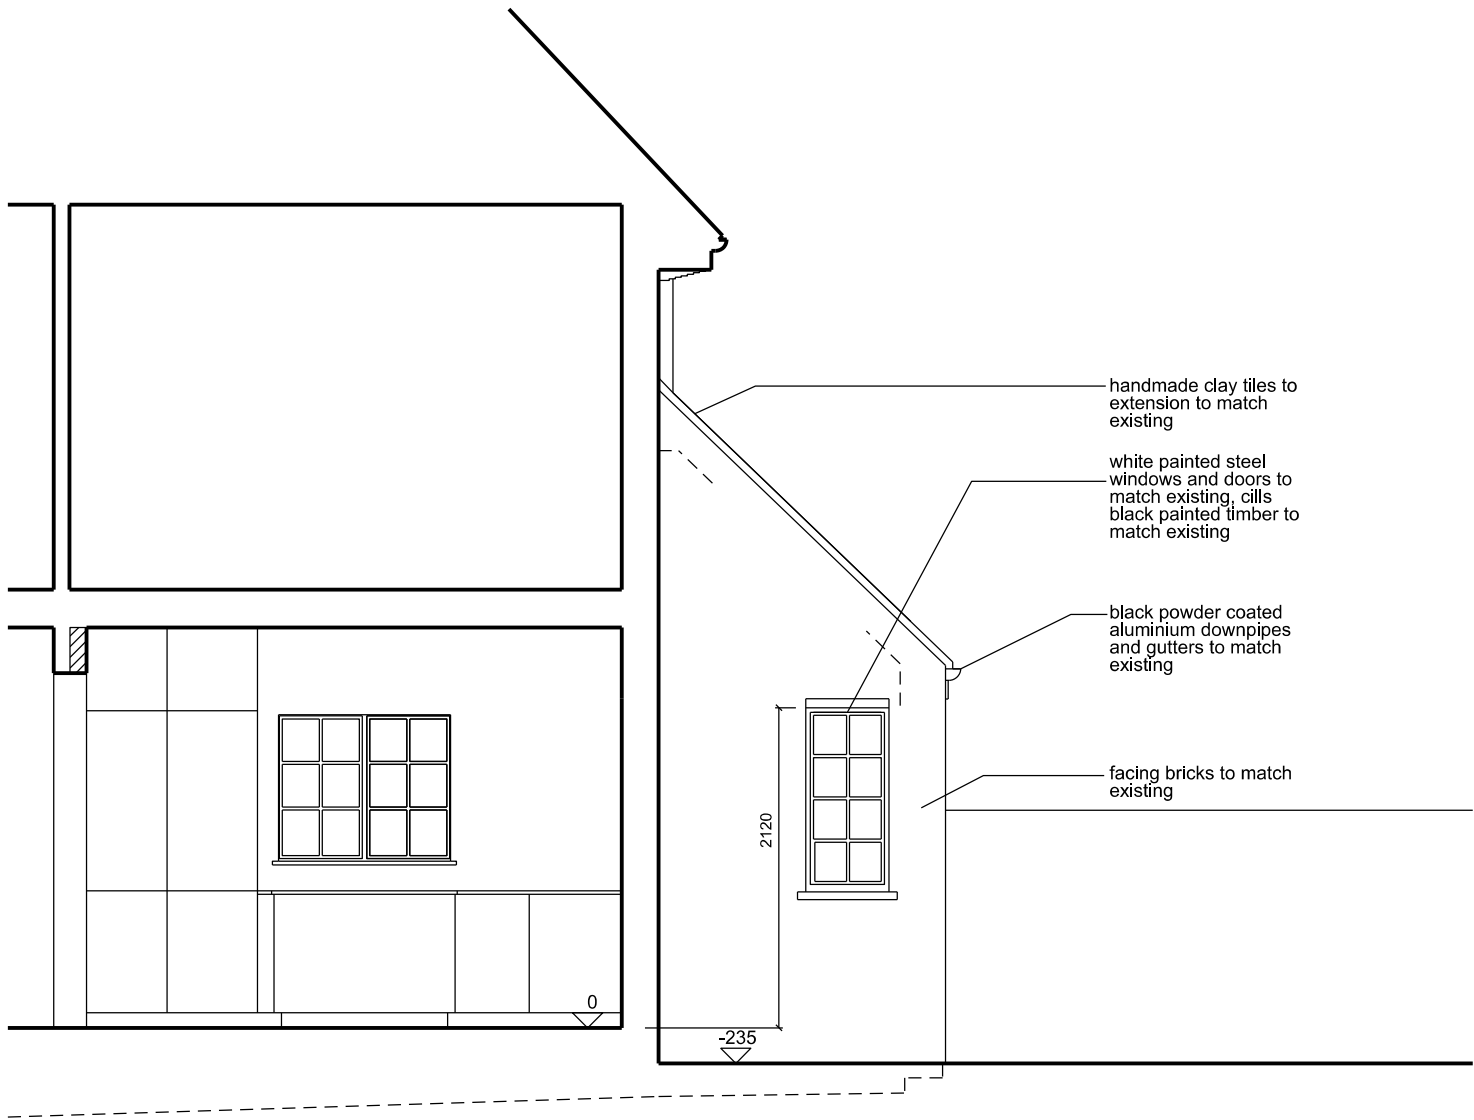 handmade clay tiles to
extension to match
existing
white painted steel
windows and doors to
match existing, cills
black painted timber to
match existing
black powder coated
aluminium downpipes
and gutters to match
existing
facing bricks to match
existing
2120
0
-235